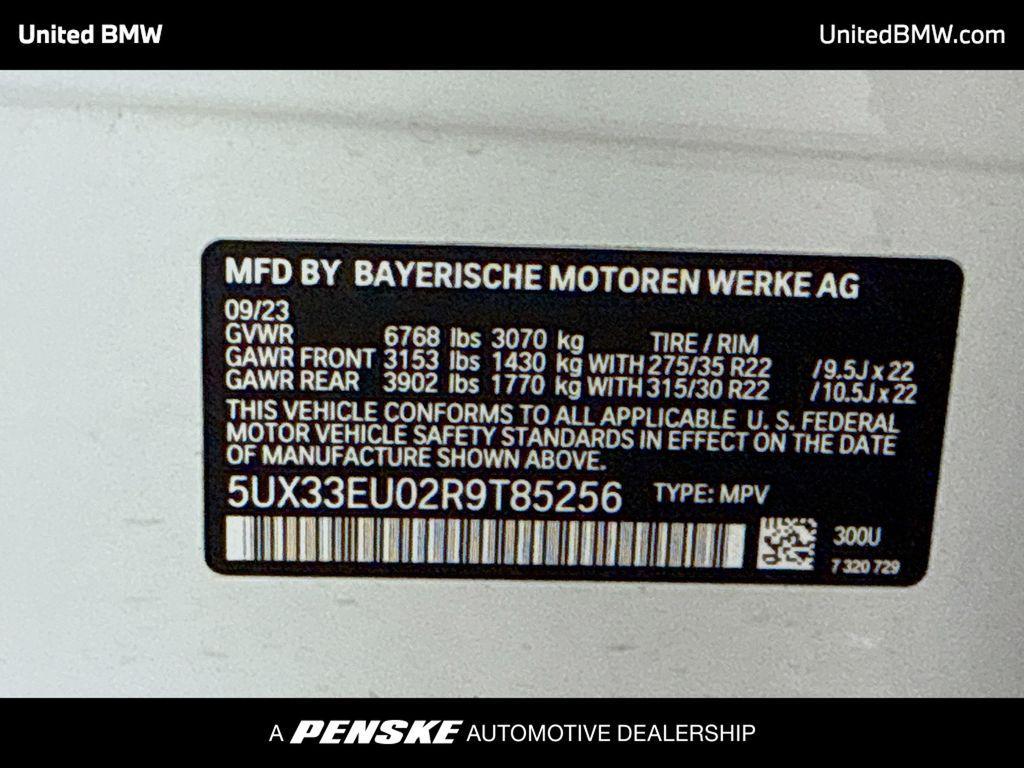 United BMW
UnitedBMW.com
MFD BY BAYERISCHE MOTOREN WERKE AG
09/23
GVWR 6768 lbs 3070 kg TIRE / RIM
GAWR FRONT 3153 lbs 1430 kg WITH 275/35 R22 /9.5J x 22
GAWR REAR 3902 lbs 1770 kg WITH 315/30 R22 /10.5J x 22
THIS VEHICLE CONFORMS TO ALL APPLICABLE U. S. FEDERAL
MOTOR VEHICLE SAFETY STANDARDS IN EFFECT ON THE DATE
OF MANUFACTURE SHOWN ABOVE.
5UX33EU02R9T85256 TYPE: MPV
300U
7 320 729
A PENSKE AUTOMOTIVE DEALERSHIP